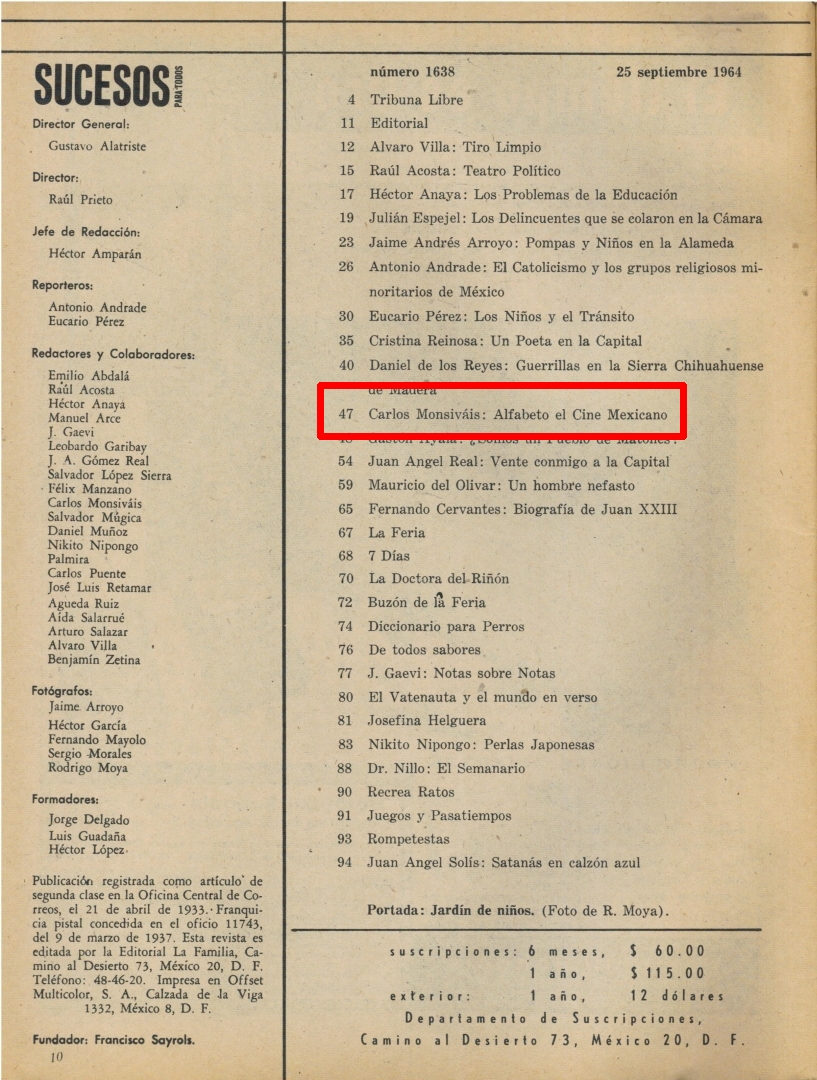 SUCESOS PARA TODOS
Director General:
Gustavo Alatriste
Director:
Raúl Prieto
Jefe de Redacción:
Héctor Amparán
Reporteros:
Antonio Andrade
Eucario Pérez
Redactores y Colaboradores:
Emilio Abdalá
Raúl Acosta
Héctor Anaya
Manuel Arce
J. Gaevi
Leobardo Garibay
J. A. Gómez Real
Salvador López Sierra
Félix Manzano
Carlos Monsiváis
Salvador Múgica
Daniel Muñoz
Nikito Nipongo
Palmira
Carlos Puente
José Luis Retamar
Agueda Ruiz
Aída Salarrué
Arturo Salazar
Alvaro Villa
Benjamín Zetina
Fotógrafos:
Jaime Arroyo
Héctor García
Fernando Mayolo
Sergio Morales
Rodrigo Moya
Formadores:
Jorge Delgado
Luis Guadaña
Héctor López
Publicación registrada como artículo de
segunda clase en la Oficina Central de Co-
rreos, el 21 de abril de 1933. Franqui-
cia pistal concedida en el oficio 11743,
del 9 de marzo de 1937. Esta revista es
editada por la Editorial La Familia, Ca-
mino al Desierto 73, México 20, D. F.
Teléfono: 48-46-20. Impresa en Offset
Multicolor, S. A., Calzada de la Viga
1332, México 8, D. F.
Fundador: Francisco Sayrols.
10
número 1638 25 septiembre 1964
4 Tribuna Libre
11 Editorial
12 Alvaro Villa: Tiro Limpio
15 Raúl Acosta: Teatro Político
17 Héctor Anaya: Los Problemas de la Educación
19 Julián Espejel: Los Delincuentes que se colaron en la Cámara
23 Jaime Andrés Arroyo: Pompas y Niños en la Alameda
26 Antonio Andrade: El Catolicismo y los grupos religiosos mi-
noritarios de México
30 Eucario Pérez: Los Niños y el Tránsito
35 Cristina Reinosa: Un Poeta en la Capital
40 Daniel de los Reyes: Guerrillas en la Sierra Chihuahuense
de Madera
47 Carlos Monsiváis: Alfabeto el Cine Mexicano
48 Gastón Ayala: ¿Somos un Pueblo de Matones?
54 Juan Angel Real: Vente conmigo a la Capital
59 Mauricio del Olivar: Un hombre nefasto
65 Fernando Cervantes: Biografía de Juan XXIII
67 La Feria
68 7 Días
70 La Doctora del Riñón
72 Buzón de la Feria
74 Diccionario para Perros
76 De todos sabores
77 J. Gaevi: Notas sobre Notas
80 El Vatenauta y el mundo en verso
81 Josefina Helguera
83 Nikito Nipongo: Perlas Japonesas
88 Dr. Nillo: El Semanario
90 Recrea Ratos
91 Juegos y Pasatiempos
93 Rompetestas
94 Juan Angel Solís: Satanás en calzón azul
Portada: Jardín de niños. (Foto de R. Moya).
suscripciones: 6 meses, $ 60.00
1 año, $ 115.00
exterior: 1 año, 12 dólares
Departamento de Suscripciones,
Camino al Desierto 73, México 20, D. F.